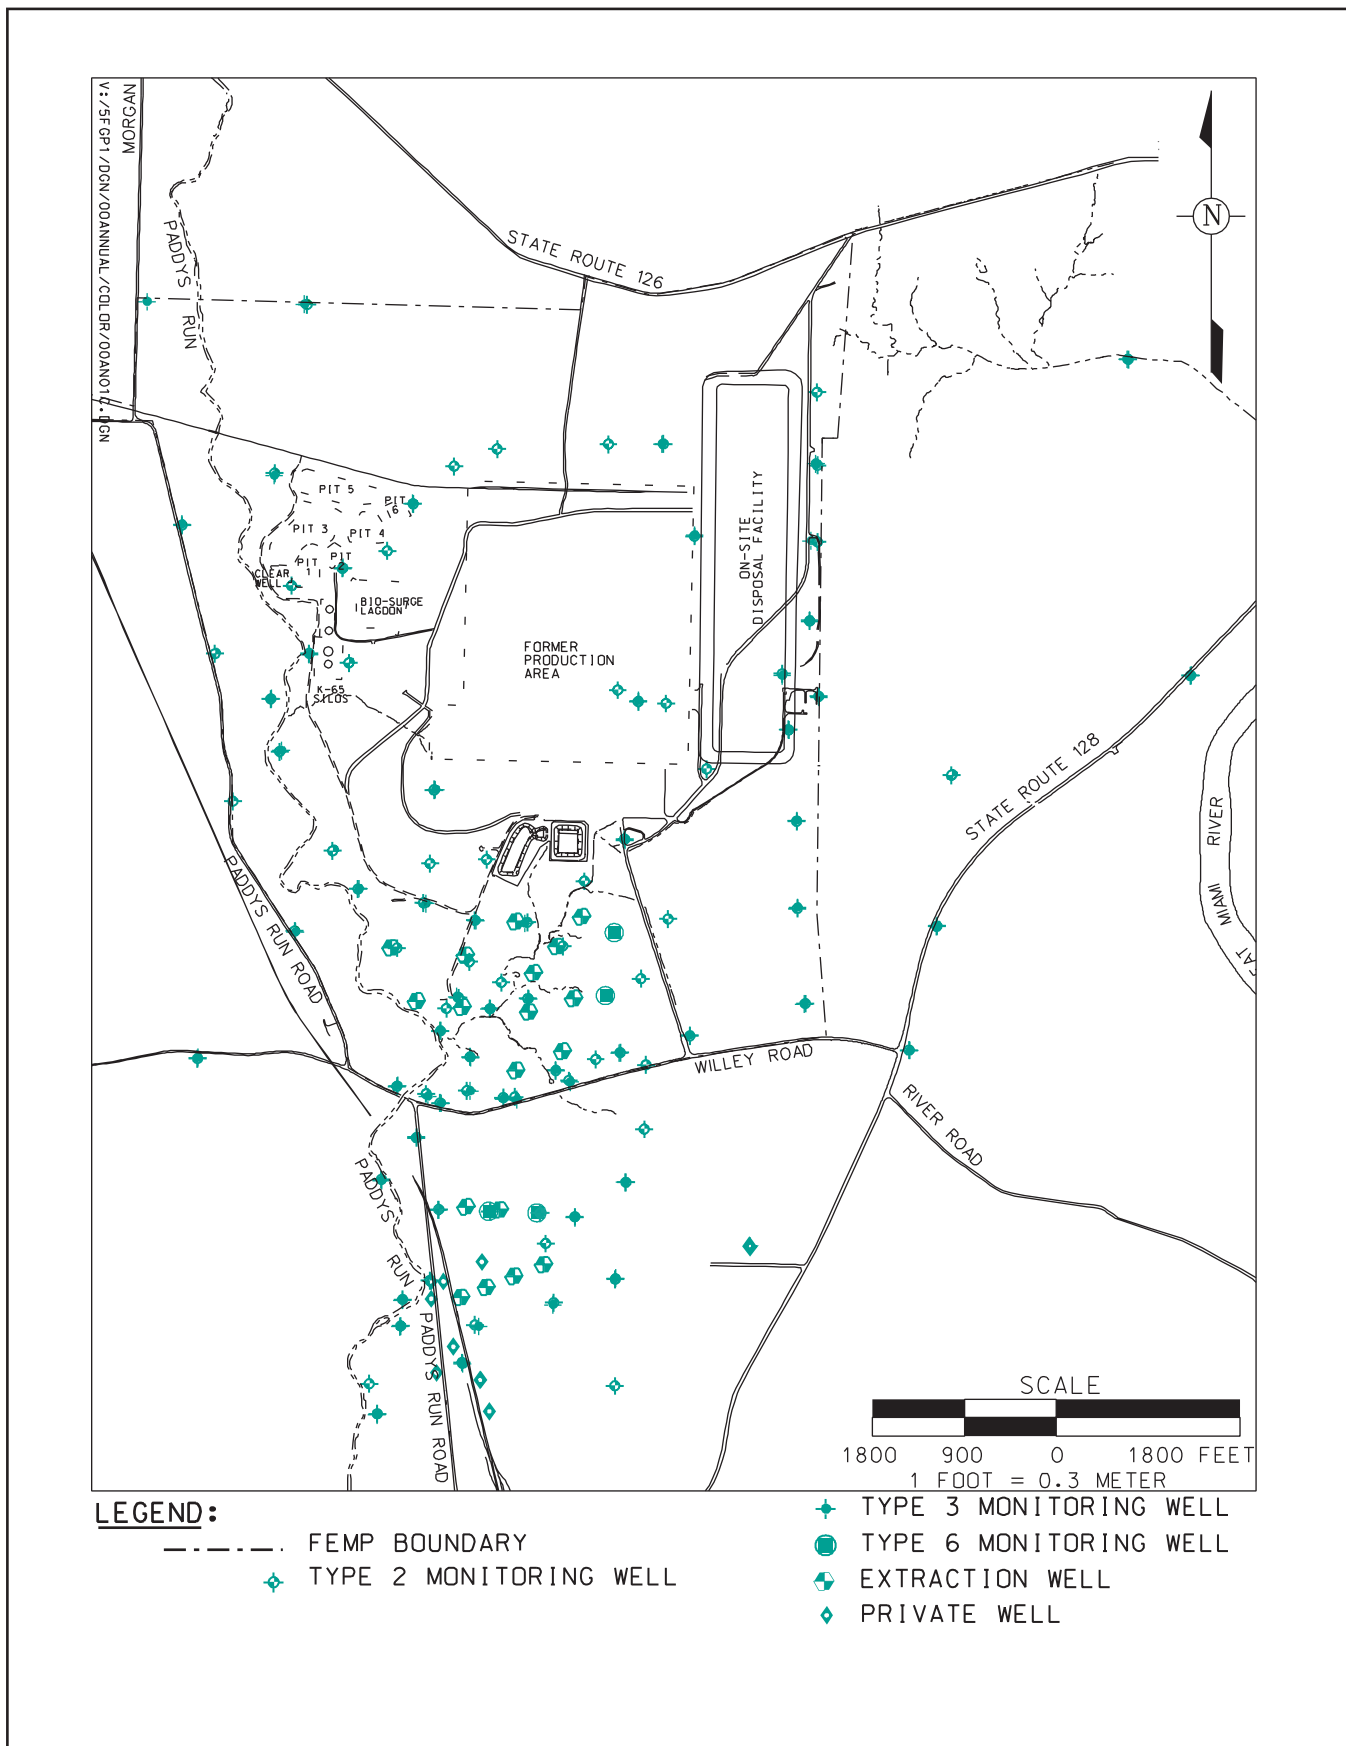 V:/5FGP1/DGN/00ANNUAL/COLOR/00AN010.DGN
MORGAN
PADDYS
RUN
STATE ROUTE 126
N
PIT 5
PIT
6
PIT 3
PIT 4
PIT
1
PIT
2
CLEAR
WELL
BIO-SURGE
LAGOON
K-65
SILOS
FORMER
PRODUCTION
AREA
ON-SITE
DISPOSAL FACILITY
STATE ROUTE 128
MIAMI RIVER
PADDYS RUN ROAD
WILLEY ROAD
RIVER ROAD
PADDYS
RUN
PADDYS RUN ROAD
SCALE
1800 900 0 1800 FEET
1 FOOT = 0.3 METER
LEGEND:
FEMP BOUNDARY
TYPE 2 MONITORING WELL
TYPE 3 MONITORING WELL
TYPE 6 MONITORING WELL
EXTRACTION WELL
PRIVATE WELL